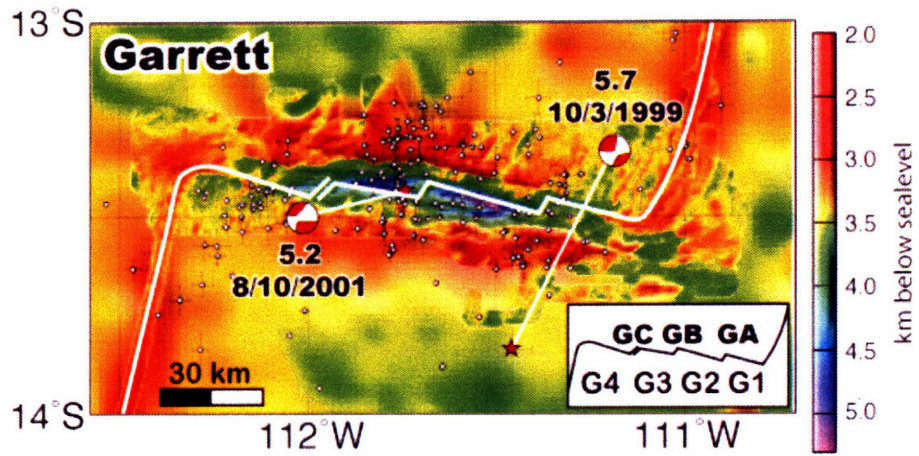 13°S
Garrett
5.7
10/3/1999
5.2
8/10/2001
30 km
GC GB GA
G4 G3 G2 G1
14°S
112°W
111°W
2.0
2.5
3.0
3.5
4.0
4.5
5.0
km below sealevel